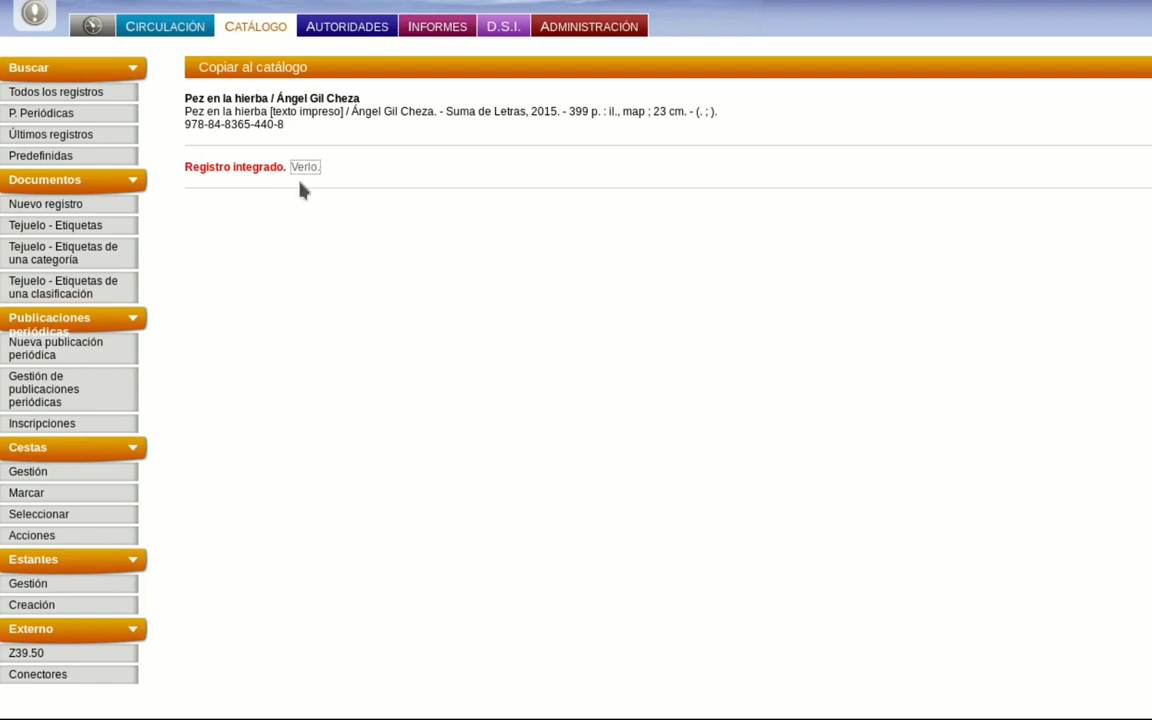 CIRCULACIÓN
CATÁLOGO
AUTORIDADES
INFORMES
D.S.I.
ADMINISTRACIÓN
Buscar
Todos los registros
P. Periódicas
Últimos registros
Predefinidas
Documentos
Nuevo registro
Tejuelo - Etiquetas
Tejuelo - Etiquetas de
una categoría
Tejuelo - Etiquetas de
una clasificación
Publicaciones
periódicas
Nueva publicación
periódica
Gestión de
publicaciones
periódicas
Inscripciones
Cestas
Gestión
Marcar
Seleccionar
Acciones
Estantes
Gestión
Creación
Externo
Z39.50
Conectores
Copiar al catálogo
Pez en la hierba / Ángel Gil Cheza
Pez en la hierba [texto impreso] / Ángel Gil Cheza. - Suma de Letras, 2015. - 399 p. : il., map ; 23 cm. - (. ; ).
978-84-8365-440-8
Registro integrado. Verlo.